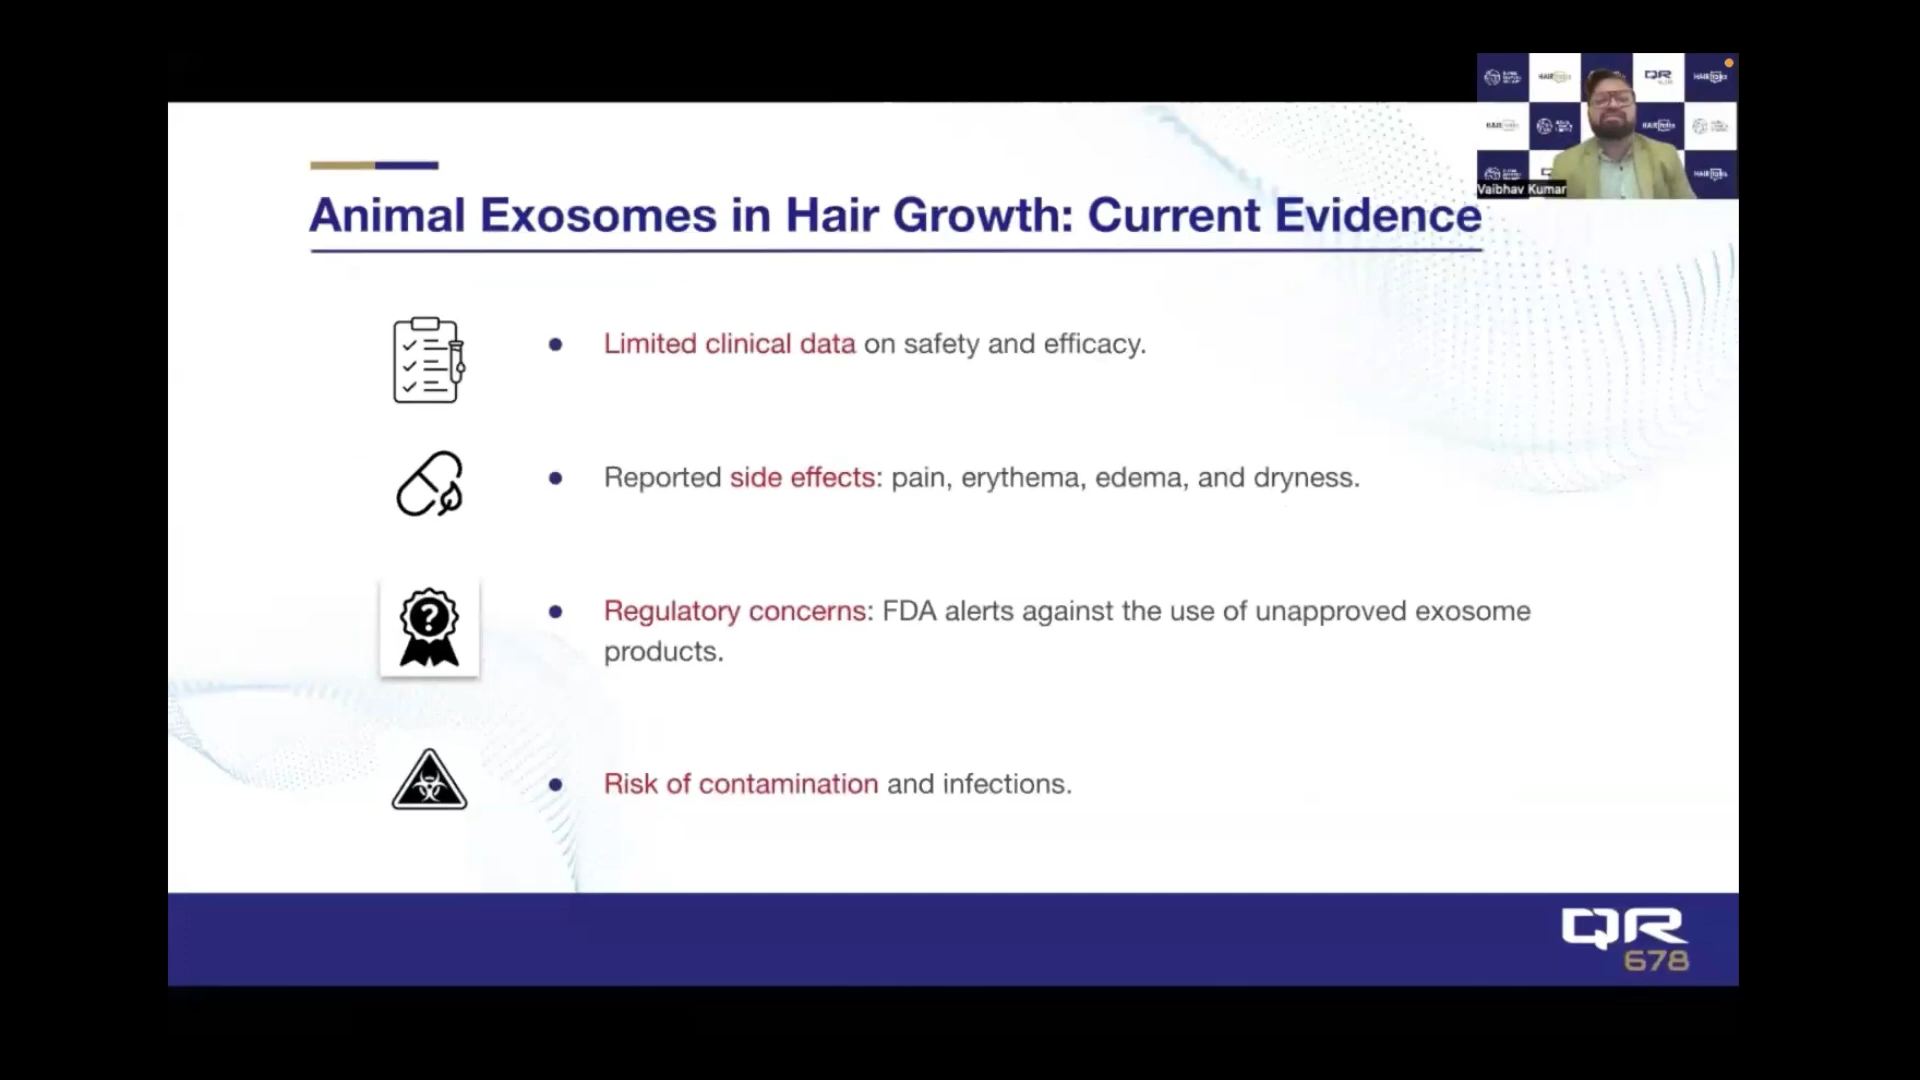 QR
HAIR
Vaibhav Kumar
Animal Exosomes in Hair Growth: Current Evidence
• Limited clinical data on safety and efficacy.
• Reported side effects: pain, erythema, edema, and dryness.
?
• Regulatory concerns: FDA alerts against the use of unapproved exosome
products.
• Risk of contamination and infections.
QR
678